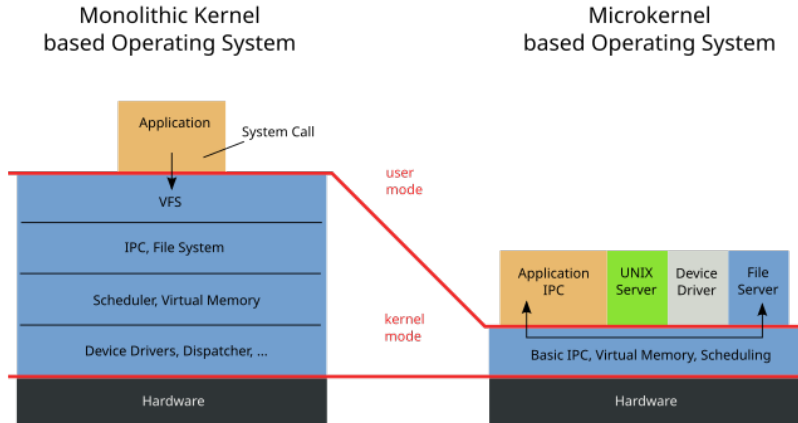 Monolithic Kernel
based Operating System
Microkernel
based Operating System
Application
System Call
VFS
IPC, File System
Scheduler, Virtual Memory
Device Drivers, Dispatcher, ...
Hardware
user
mode
kernel
mode
Application
IPC
UNIX
Server
Device
Driver
File
Server
Basic IPC, Virtual Memory, Scheduling
Hardware